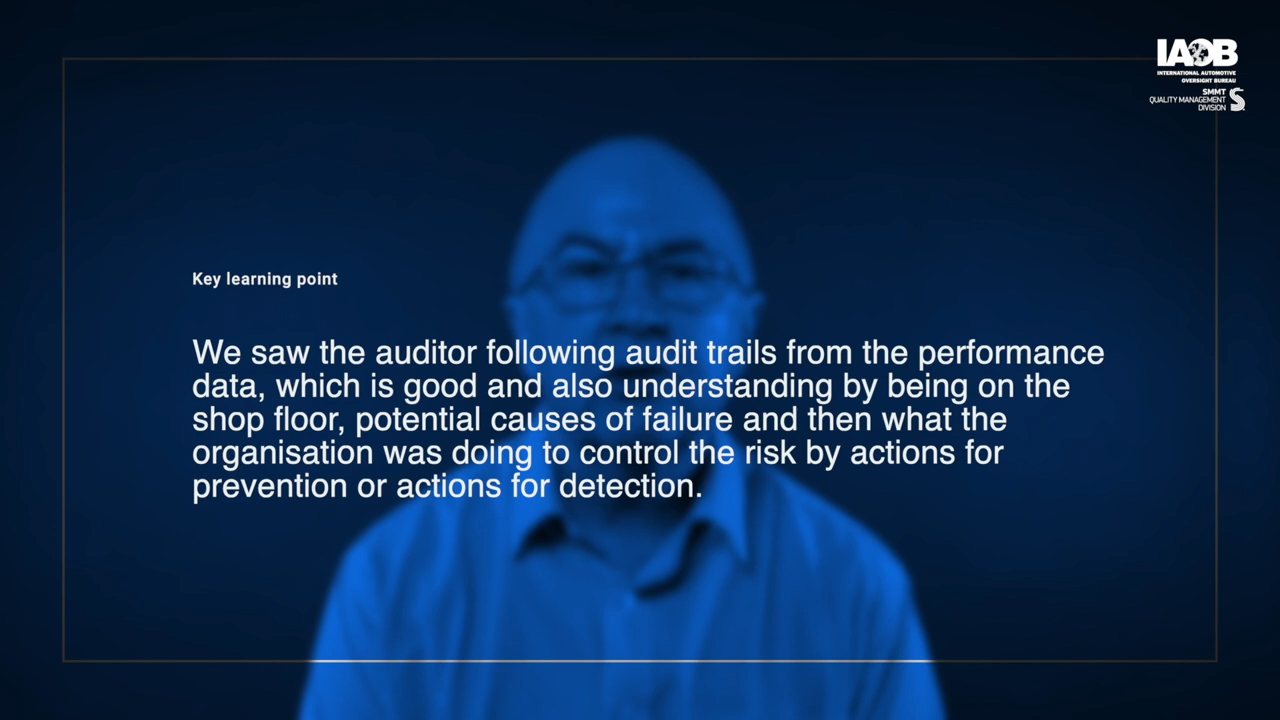 IAOB
INTERNATIONAL AUTOMOTIVE
OVERSIGHT BUREAU
SMMT
QUALITY MANAGEMENT
DIVISION
Key learning point
We saw the auditor following audit trails from the performance
data, which is good and also understanding by being on the
shop floor, potential causes of failure and then what the
organisation was doing to control the risk by actions for
prevention or actions for detection.